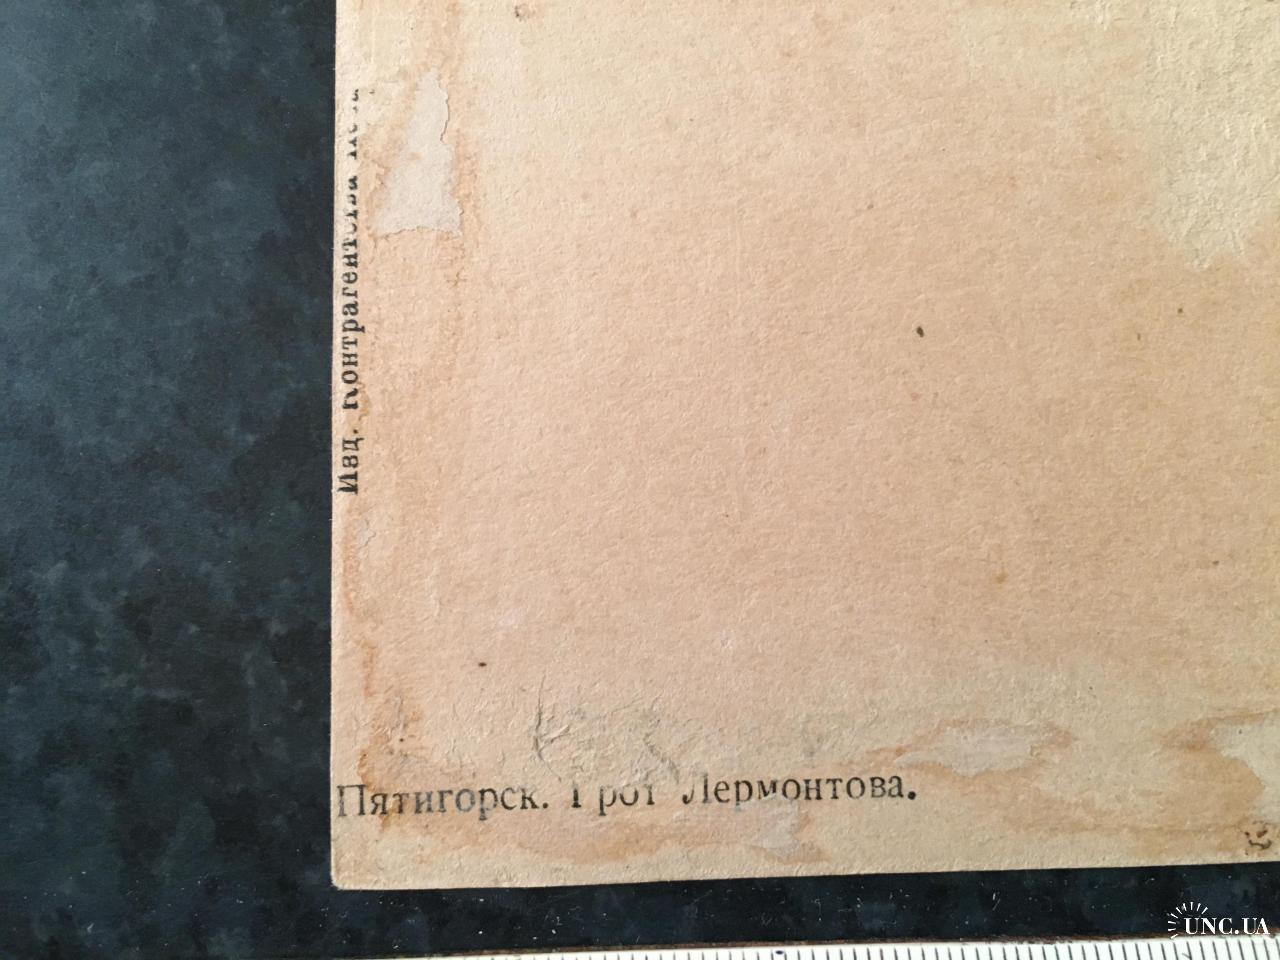 Изд. Контрагентства
Пятигорск. Грот Лермонтова.
UNC.UA